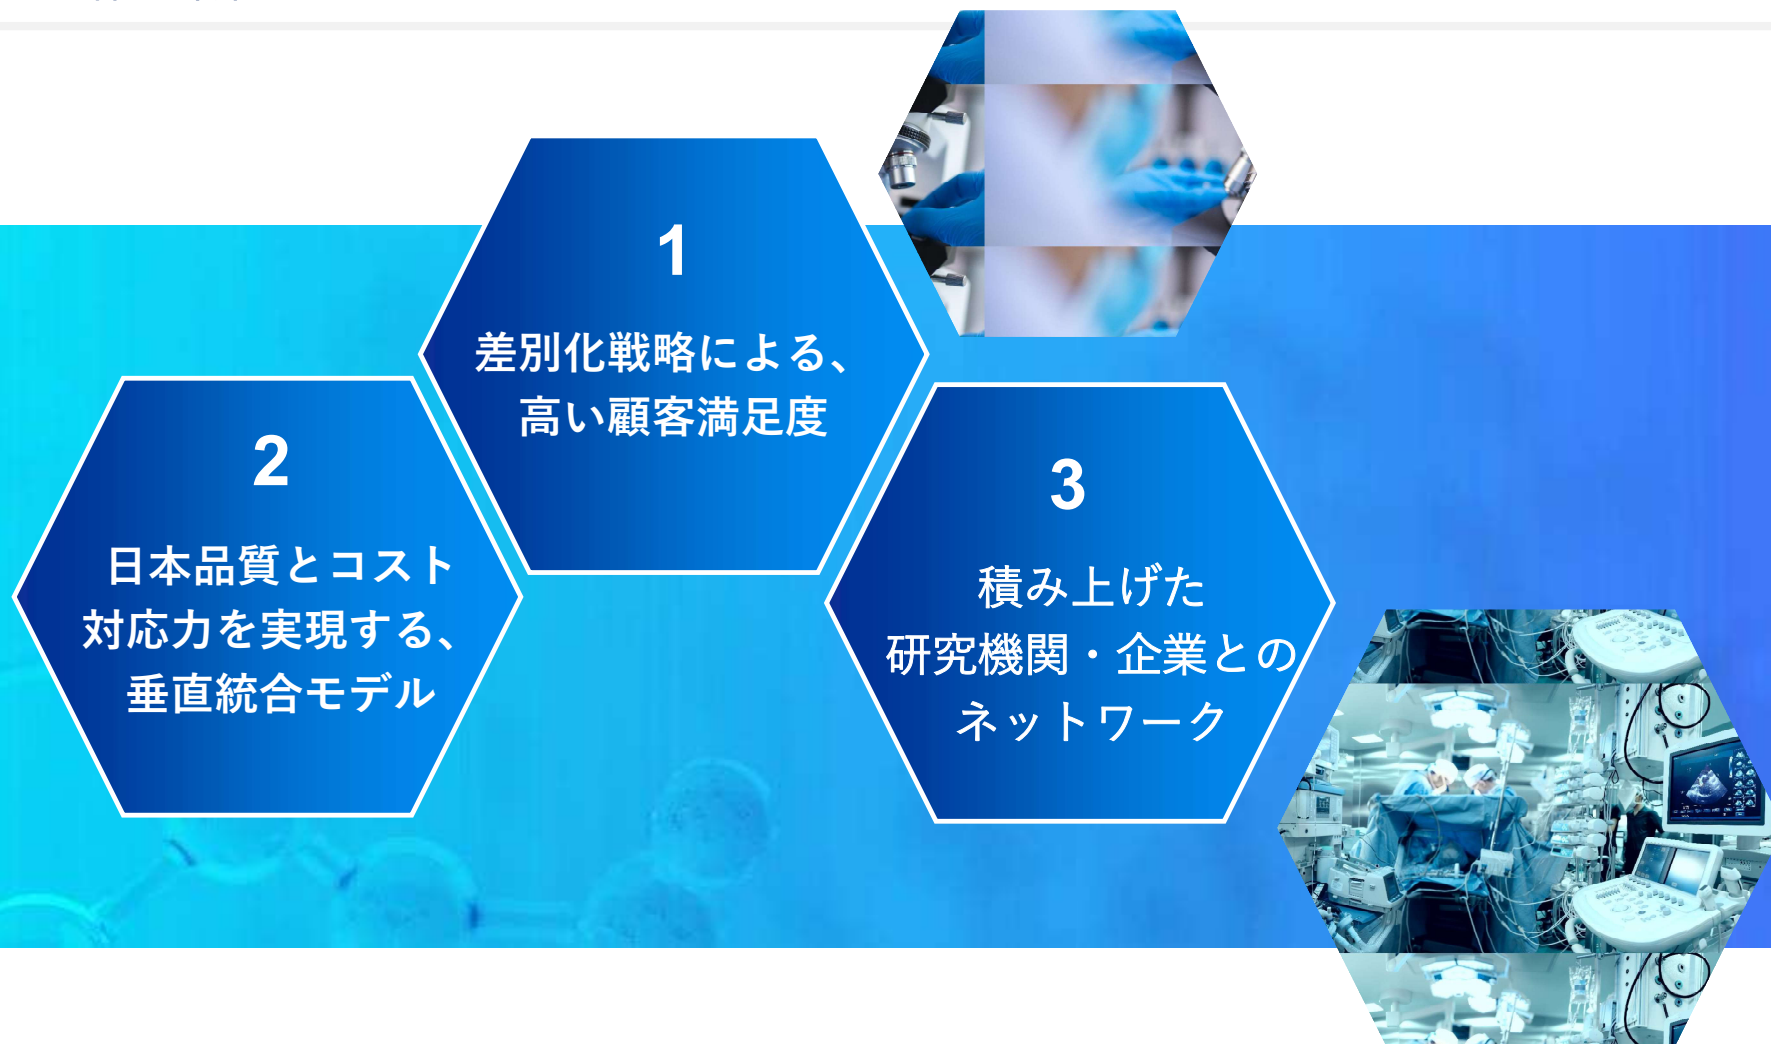 1
差別化戦略による、
高い顧客満足度
2
日本品質とコスト
対応力を実現する、
垂直統合モデル
3
積み上げた
研究機関・企業との
ネットワーク